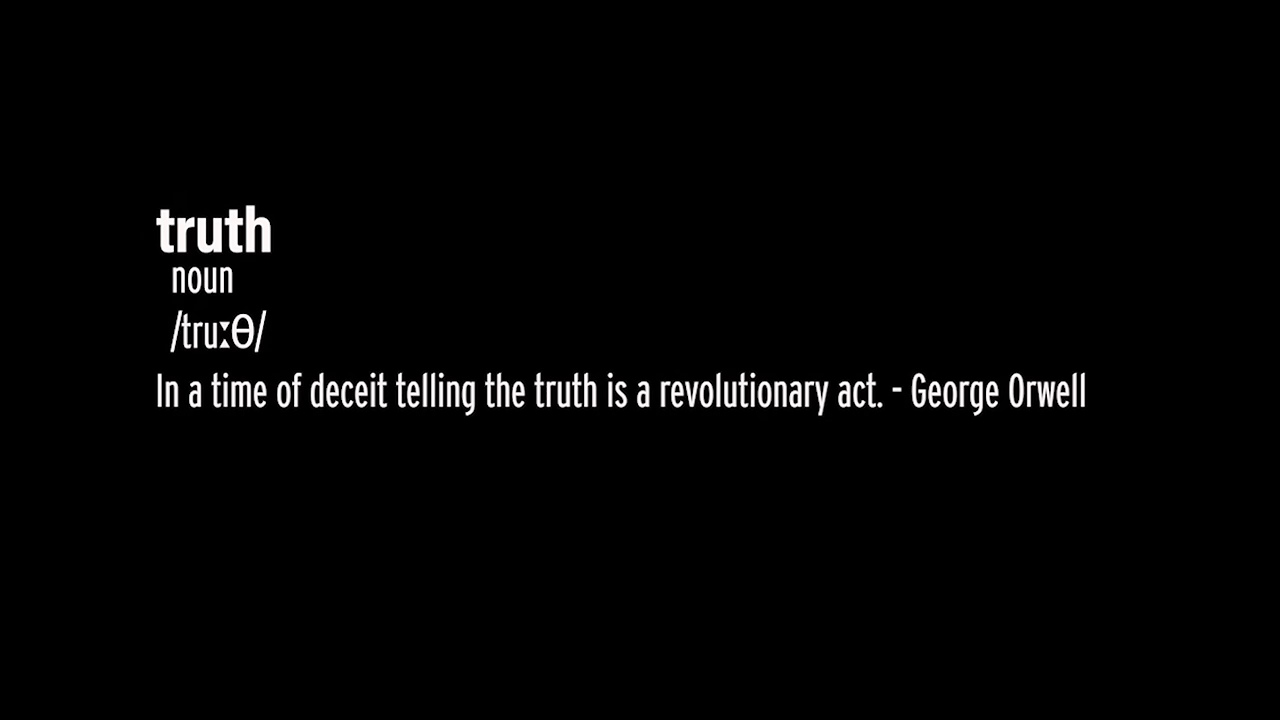 truth
noun
/truːθ/
In a time of deceit telling the truth is a revolutionary act. - George Orwell